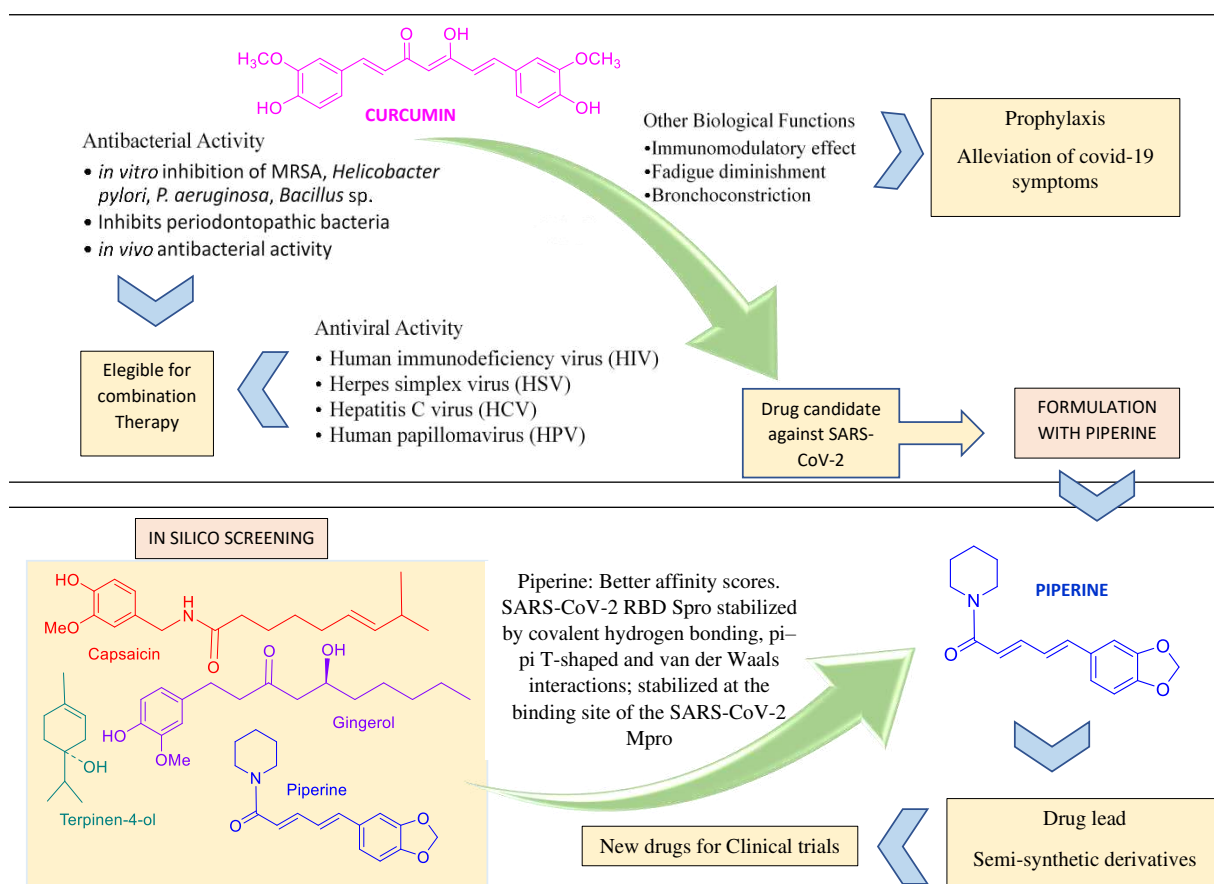 O
OH
H₃CO
OCH₃
HO
OH
CURCUMIN
Antibacterial Activity
• in vitro inhibition of MRSA, Helicobacter
pylori, P. aeruginosa, Bacillus sp.
• Inhibits periodontopathic bacteria
• in vivo antibacterial activity
Other Biological Functions
•Immunomodulatory effect
•Fadigue diminishment
•Bronchoconstriction
Prophylaxis
Alleviation of covid-19
symptoms
Elegible for
combination
Therapy
Antiviral Activity
• Human immunodeficiency virus (HIV)
• Herpes simplex virus (HSV)
• Hepatitis C virus (HCV)
• Human papillomavirus (HPV)
Drug candidate
against SARS-
CoV-2
FORMULATION
WITH PIPERINE
IN SILICO SCREENING
HO
MeO
H
N
O
Capsaicin
O
OH
HO
OMe
Gingerol
OH
Terpinen-4-ol
N
O
O
O
Piperine
Piperine: Better affinity scores.
SARS-CoV-2 RBD Spro stabilized
by covalent hydrogen bonding, pi–
pi T-shaped and van der Waals
interactions; stabilized at the
binding site of the SARS-CoV-2
Mpro
N
O
O
O
PIPERINE
Drug lead
Semi-synthetic derivatives
New drugs for Clinical trials